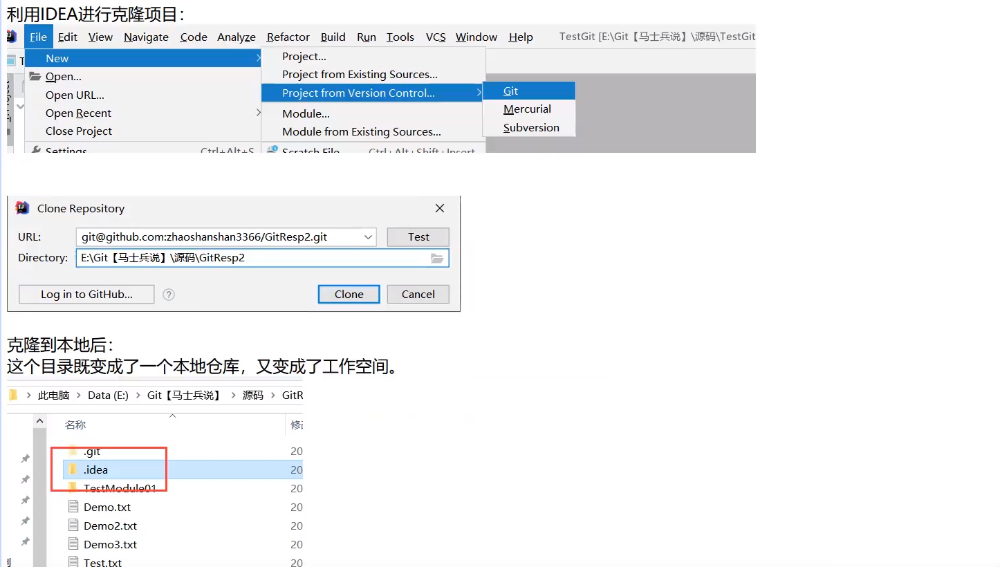 利用IDEA进行克隆项目：
File Edit View Navigate Code Analyze Refactor Build Run Tools VCS Window Help TestGit [E:\Git【马士兵说】\源码\TestGit
New
Project...
Open...
Project from Existing Sources...
Open URL...
Project from Version Control...
Git
Open Recent
Module...
Mercurial
Close Project
Module from Existing Sources...
Subversion
Settings Ctrl+Alt+S
Scratch File Ctrl+Alt+Shift+Insert
Clone Repository
URL: git@github.com:zhaoshanshan3366/GitResp2.git Test
Directory: E:\Git【马士兵说】\源码\GitResp2
Log in to GitHub... ? Clone Cancel
克隆到本地后：
这个目录既变成了一个本地仓库，又变成了工作空间。
此电脑 > Data (E:) > Git【马士兵说】 > 源码 > GitR
名称 修改
.git 20
.idea 20
TestModule01 20
Demo.txt 20
Demo2.txt 20
Demo3.txt 20
Test.txt 20